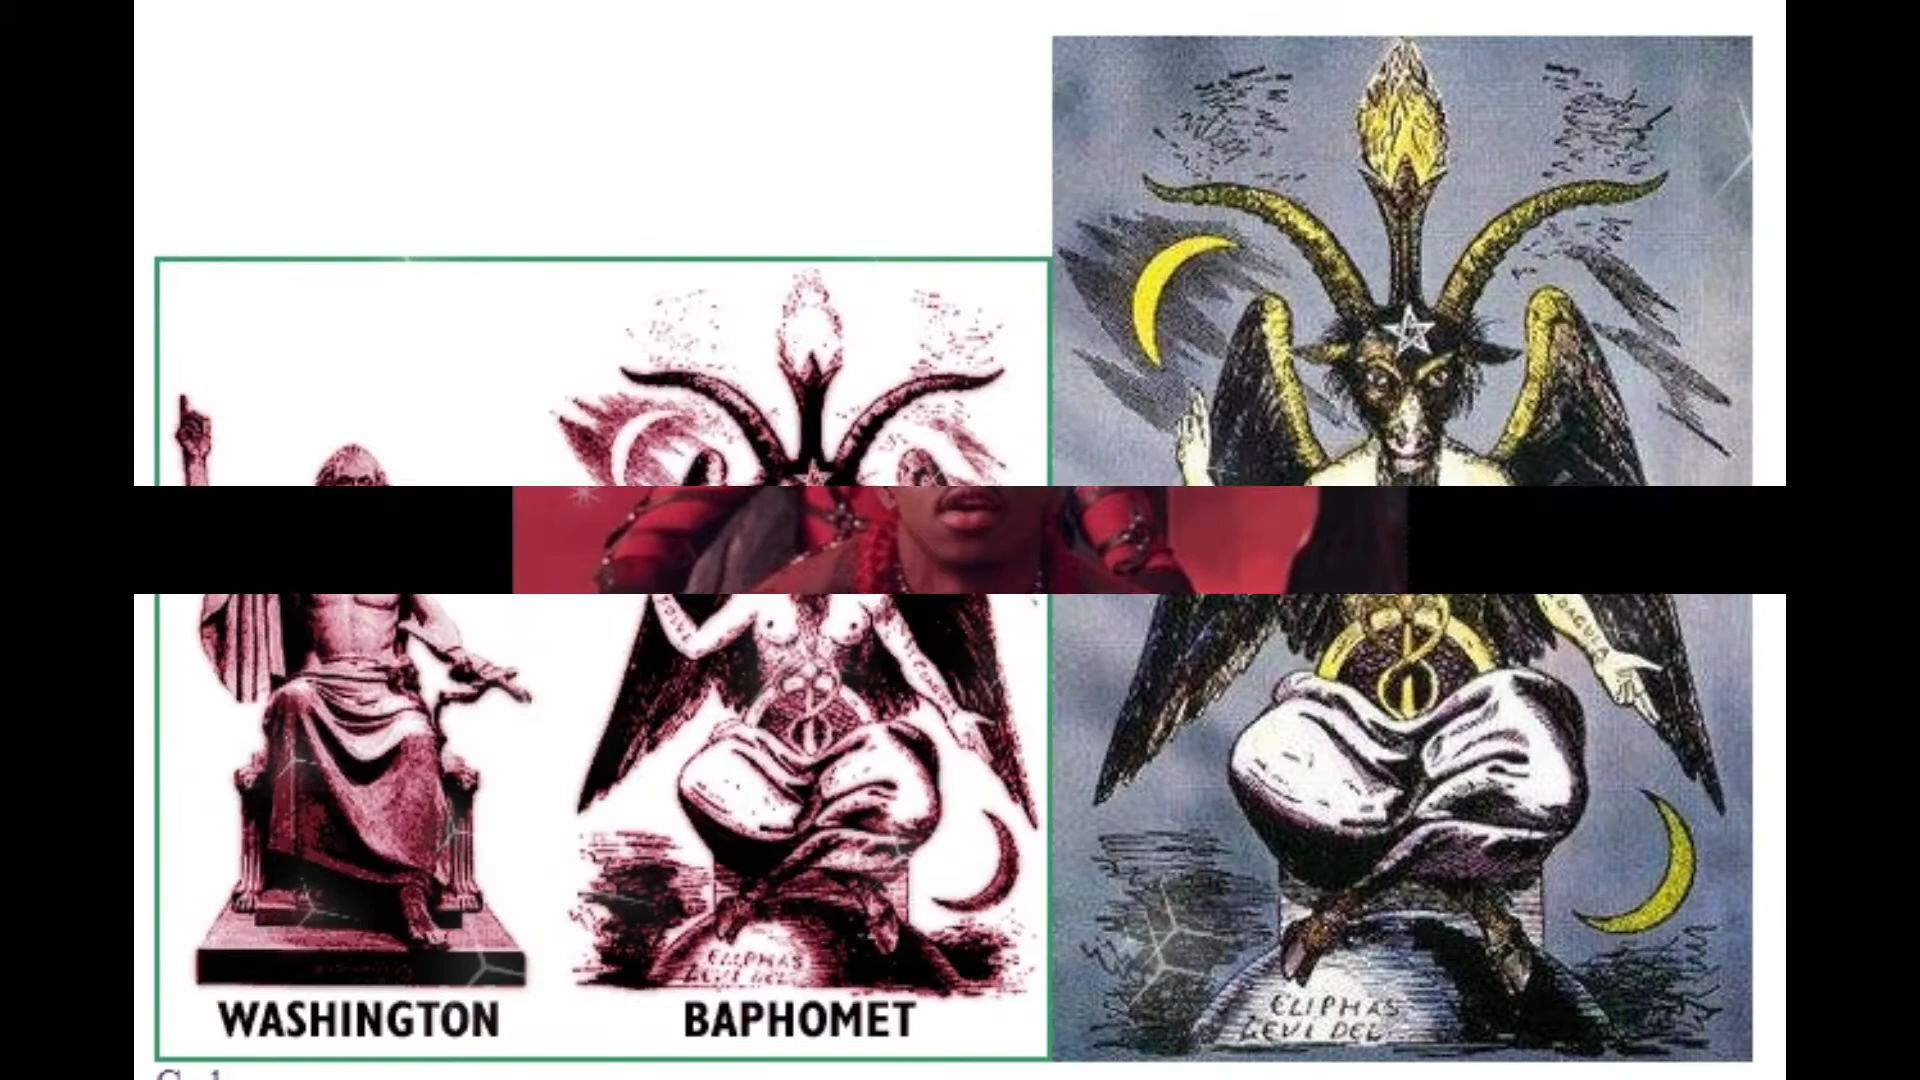 WASHINGTON
BAPHOMET
ELIPHAS
LEVI DEL.
ELIPHAS
LEVI DEL.